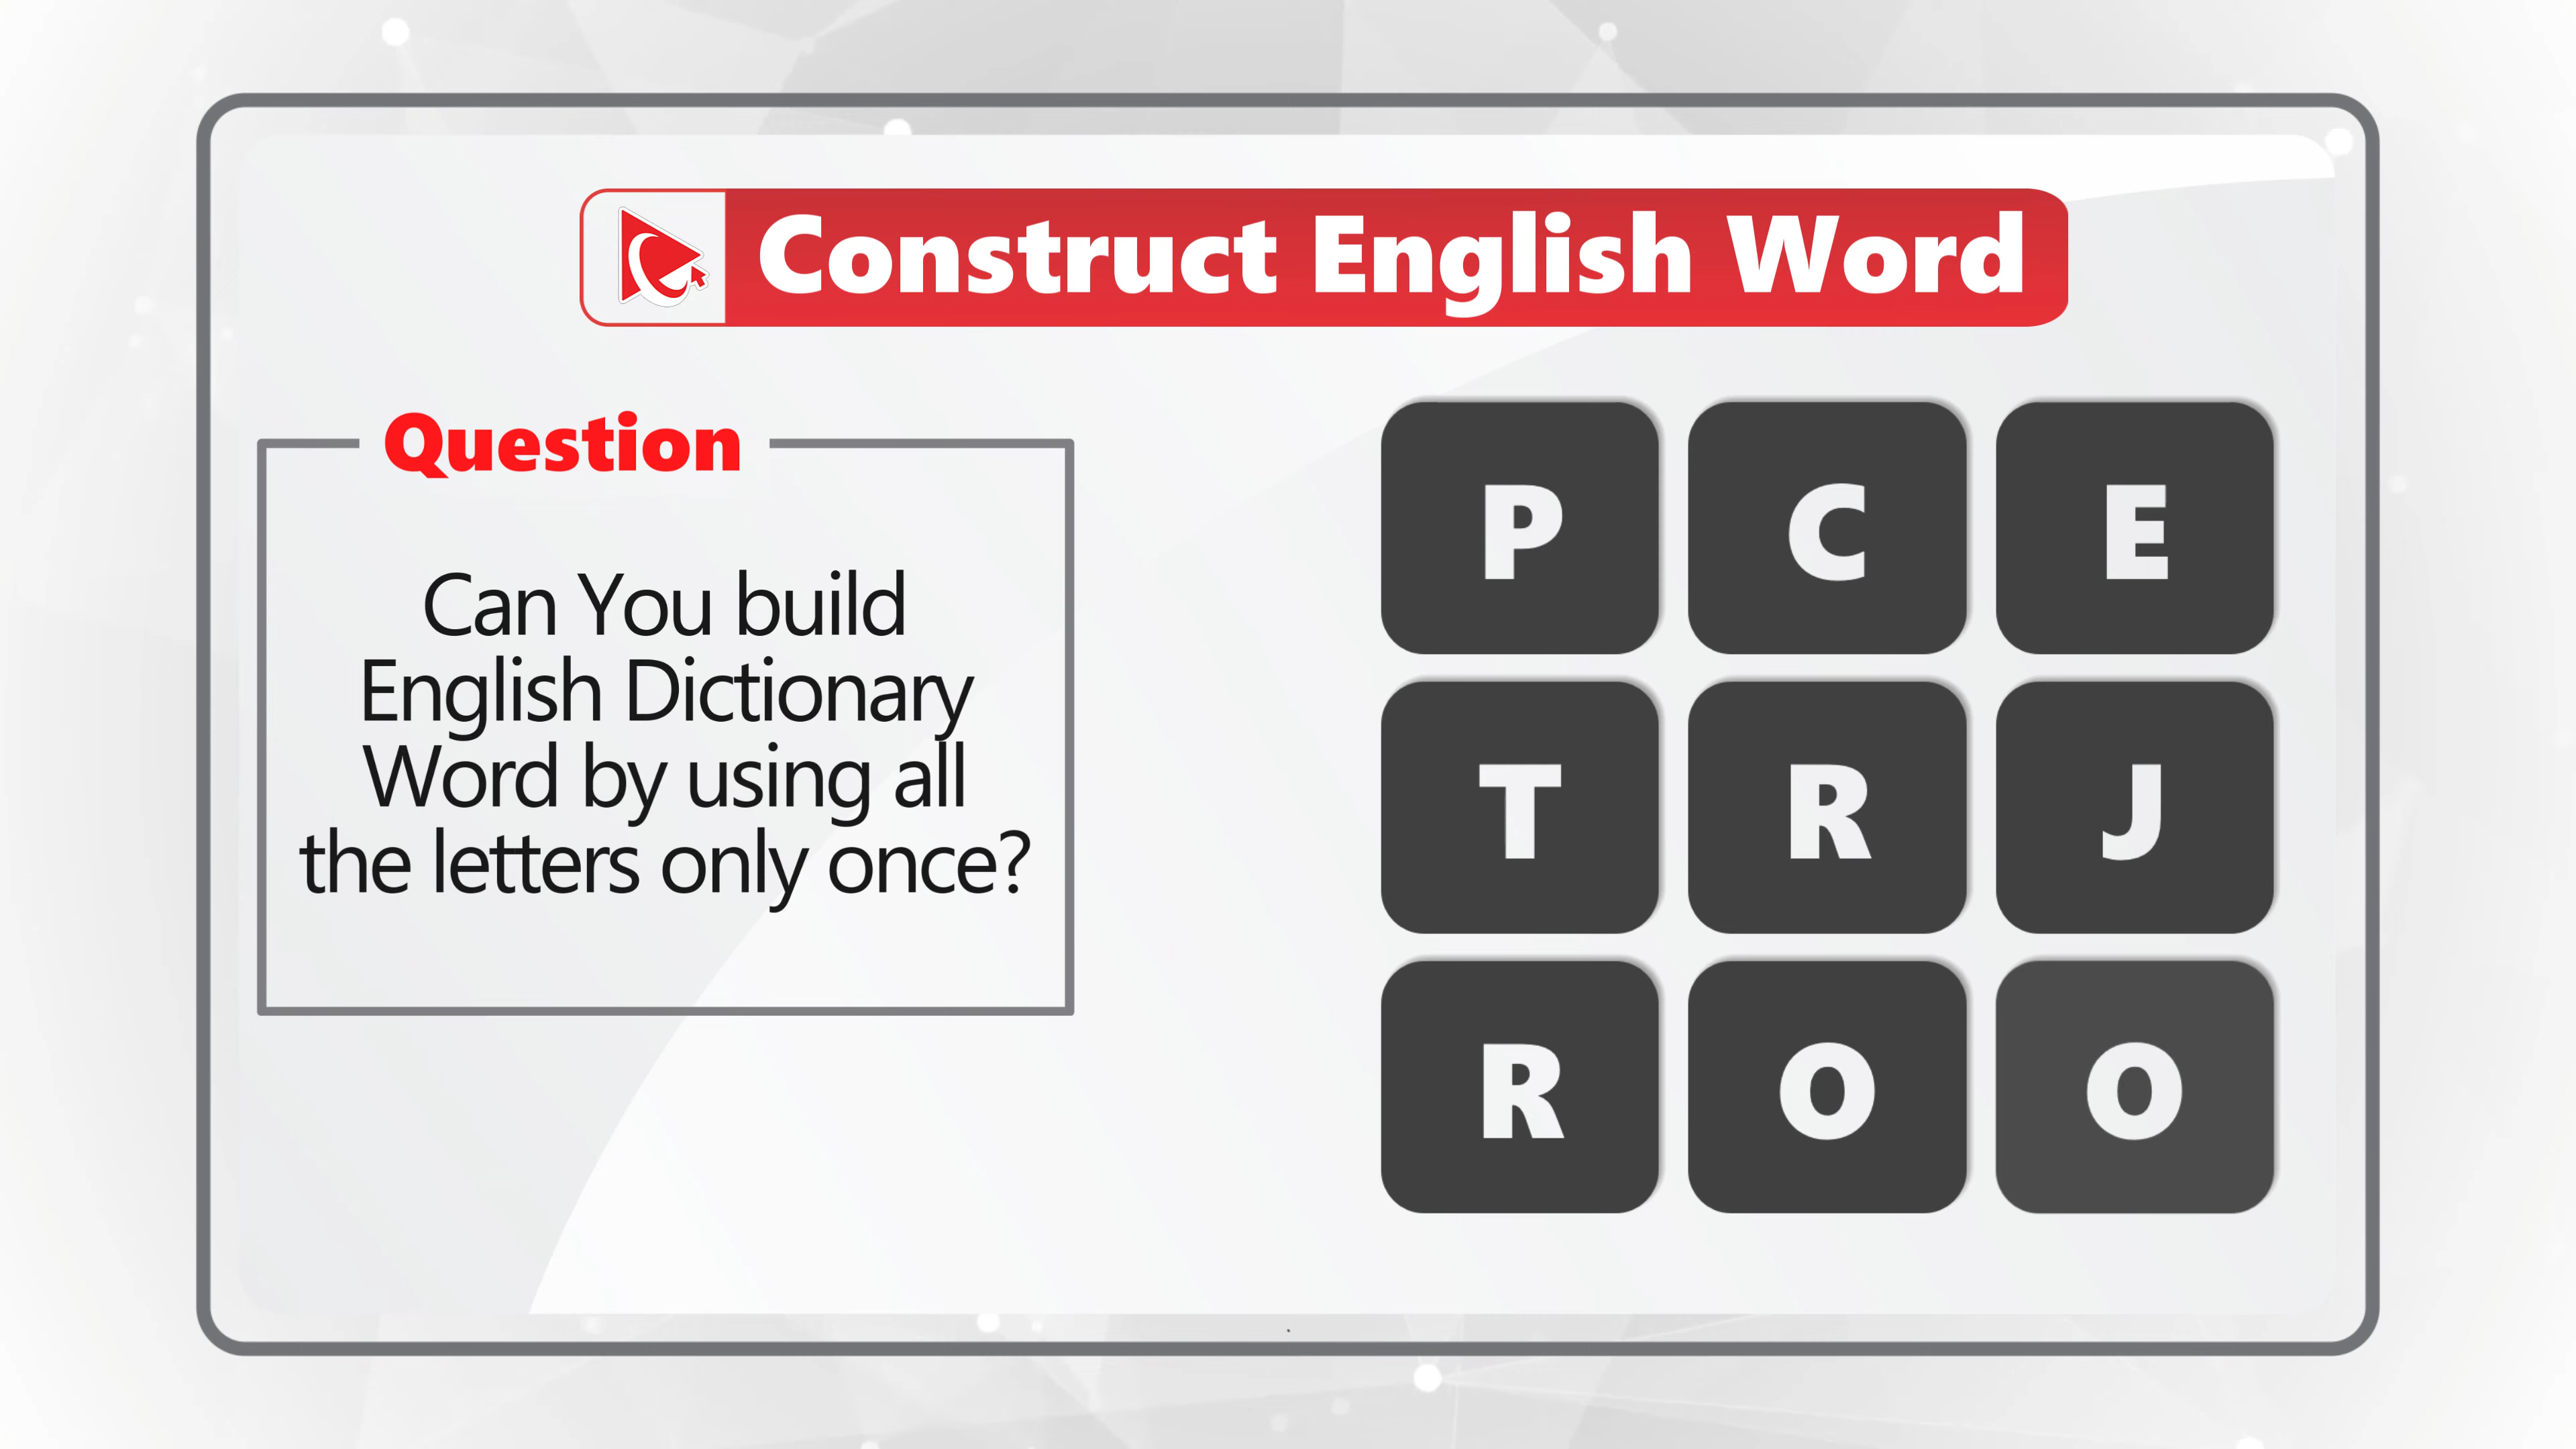 Construct English Word
Question
Can You build
English Dictionary
Word by using all
the letters only once?
P C E
T R J
R O O